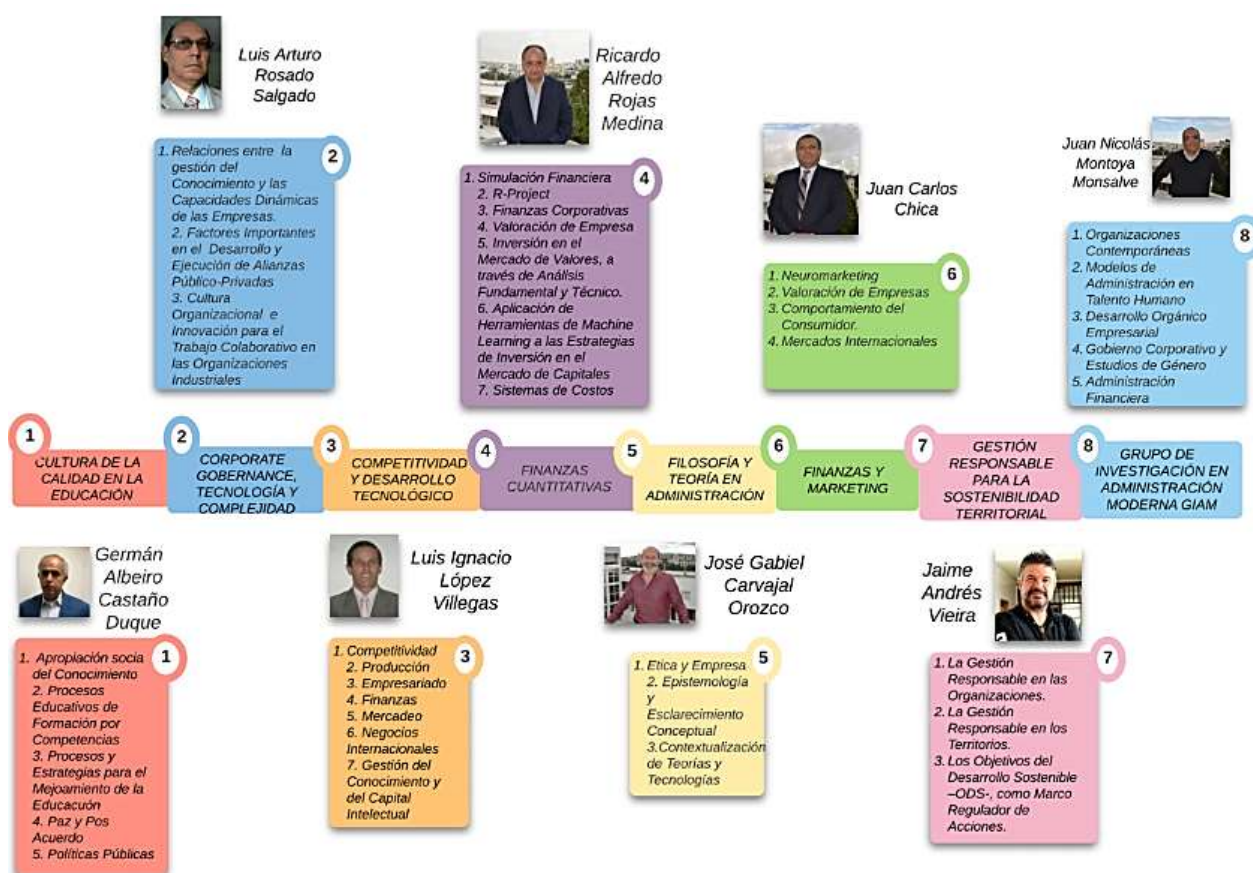 Luis Arturo
Rosado
Salgado
1. Relaciones entre la
gestión del
Conocimiento y las
Capacidades Dinámicas
de las Empresas.
2. Factores Importantes
en el Desarrollo y
Ejecución de Alianzas
Público-Privadas
3. Cultura
Organizacional e
Innovación para el
Trabajo Colaborativo en
las Organizaciones
Industriales
2
Ricardo
Alfredo
Rojas
Medina
1. Simulación Financiera
2. R-Project
3. Finanzas Corporativas
4. Valoración de Empresa
5. Inversión en el
Mercado de Valores, a
través de Análisis
Fundamental y Técnico.
6. Aplicación de
Herramientas de Machine
Learning a las Estrategias
de Inversión en el
Mercado de Capitales
7. Sistemas de Costos
4
Juan Carlos
Chica
1. Neuromarketing
2. Valoración de Empresas
3. Comportamiento del
Consumidor.
4. Mercados Internacionales
6
Juan Nicolás
Montoya
Monsalve
1. Organizaciones
Contemporáneas
2. Modelos de
Administración en
Talento Humano
3. Desarrollo Orgánico
Empresarial
4. Gobierno Corporativo y
Estudios de Género
5. Administración
Financiera
8
1
CULTURA DE LA
CALIDAD EN LA
EDUCACIÓN
2
CORPORATE
GOBERNANCE,
TECNOLOGÍA Y
COMPLEJIDAD
3
COMPETITIVIDAD
Y DESARROLLO
TECNOLÓGICO
4
FINANZAS
CUANTITATIVAS
5
FILOSOFÍA Y
TEORÍA EN
ADMINISTRACIÓN
6
FINANZAS Y
MARKETING
7
GESTIÓN
RESPONSABLE
PARA LA
SOSTENIBILIDAD
TERRITORIAL
8
GRUPO DE
INVESTIGACIÓN EN
ADMINISTRACIÓN
MODERNA GIAM
Germán
Albeiro
Castaño
Duque
1. Apropiación socia
del Conocimiento
2. Procesos
Educativos de
Formación por
Competencias
3. Procesos y
Estrategias para el
Mejoamiento de la
Educacuón
4. Paz y Pos
Acuerdo
5. Políticas Públicas
1
Luis Ignacio
López
Villegas
1. Competitividad
2. Producción
3. Empresariado
4. Finanzas
5. Mercadeo
6. Negocios
Internacionales
7. Gestión del
Conocimiento y
del Capital
Intelectual
3
José Gabiel
Carvajal
Orozco
1. Etica y Empresa
2. Epistemología
y
Esclarecimiento
Conceptual
3.Contextualización
de Teorías y
Tecnologías
5
Jaime
Andrés
Vieira
1. La Gestión
Responsable en las
Organizaciones.
2. La Gestión
Responsable en los
Territorios.
3. Los Objetivos del
Desarrollo Sostenible
–ODS-, como Marco
Regulador de
Acciones.
7